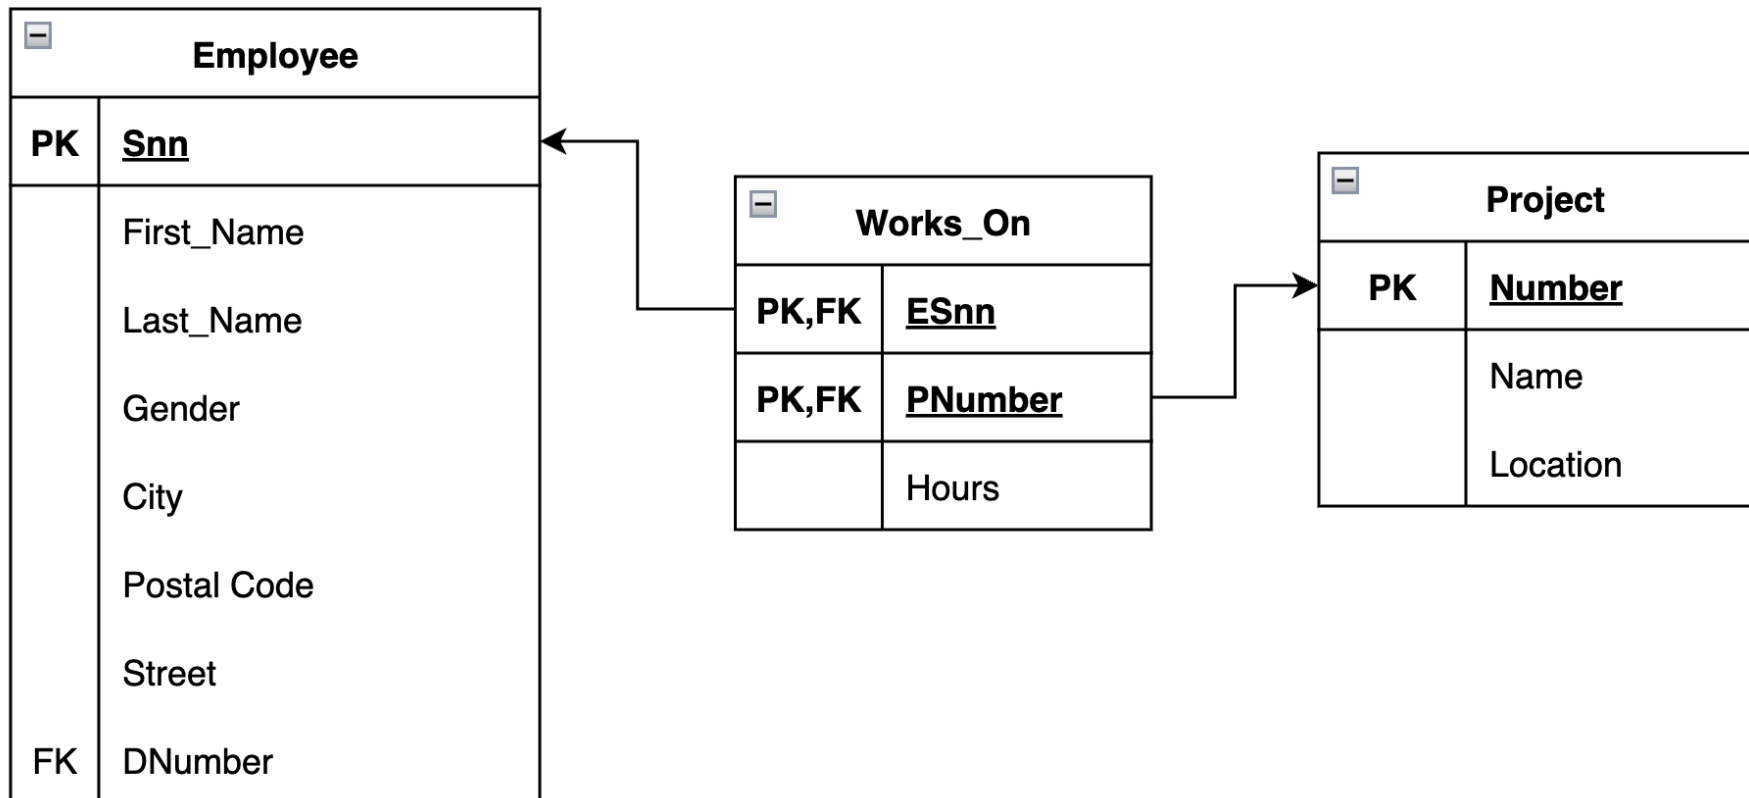 Employee
PK Snn
First_Name
Last_Name
Gender
City
Postal Code
Street
FK DNumber
Works_On
PK,FK ESnn
PK,FK PNumber
Hours
Project
PK Number
Name
Location